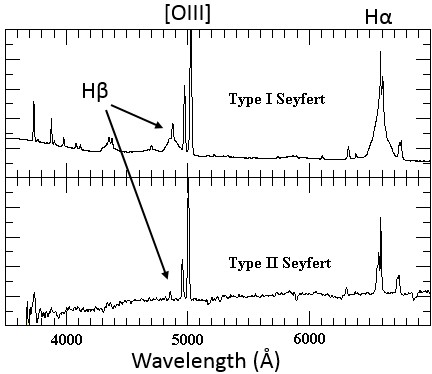 [OIII]
Hα
Hβ
Type I Seyfert
Type II Seyfert
4000 5000 6000
Wavelength (Å)